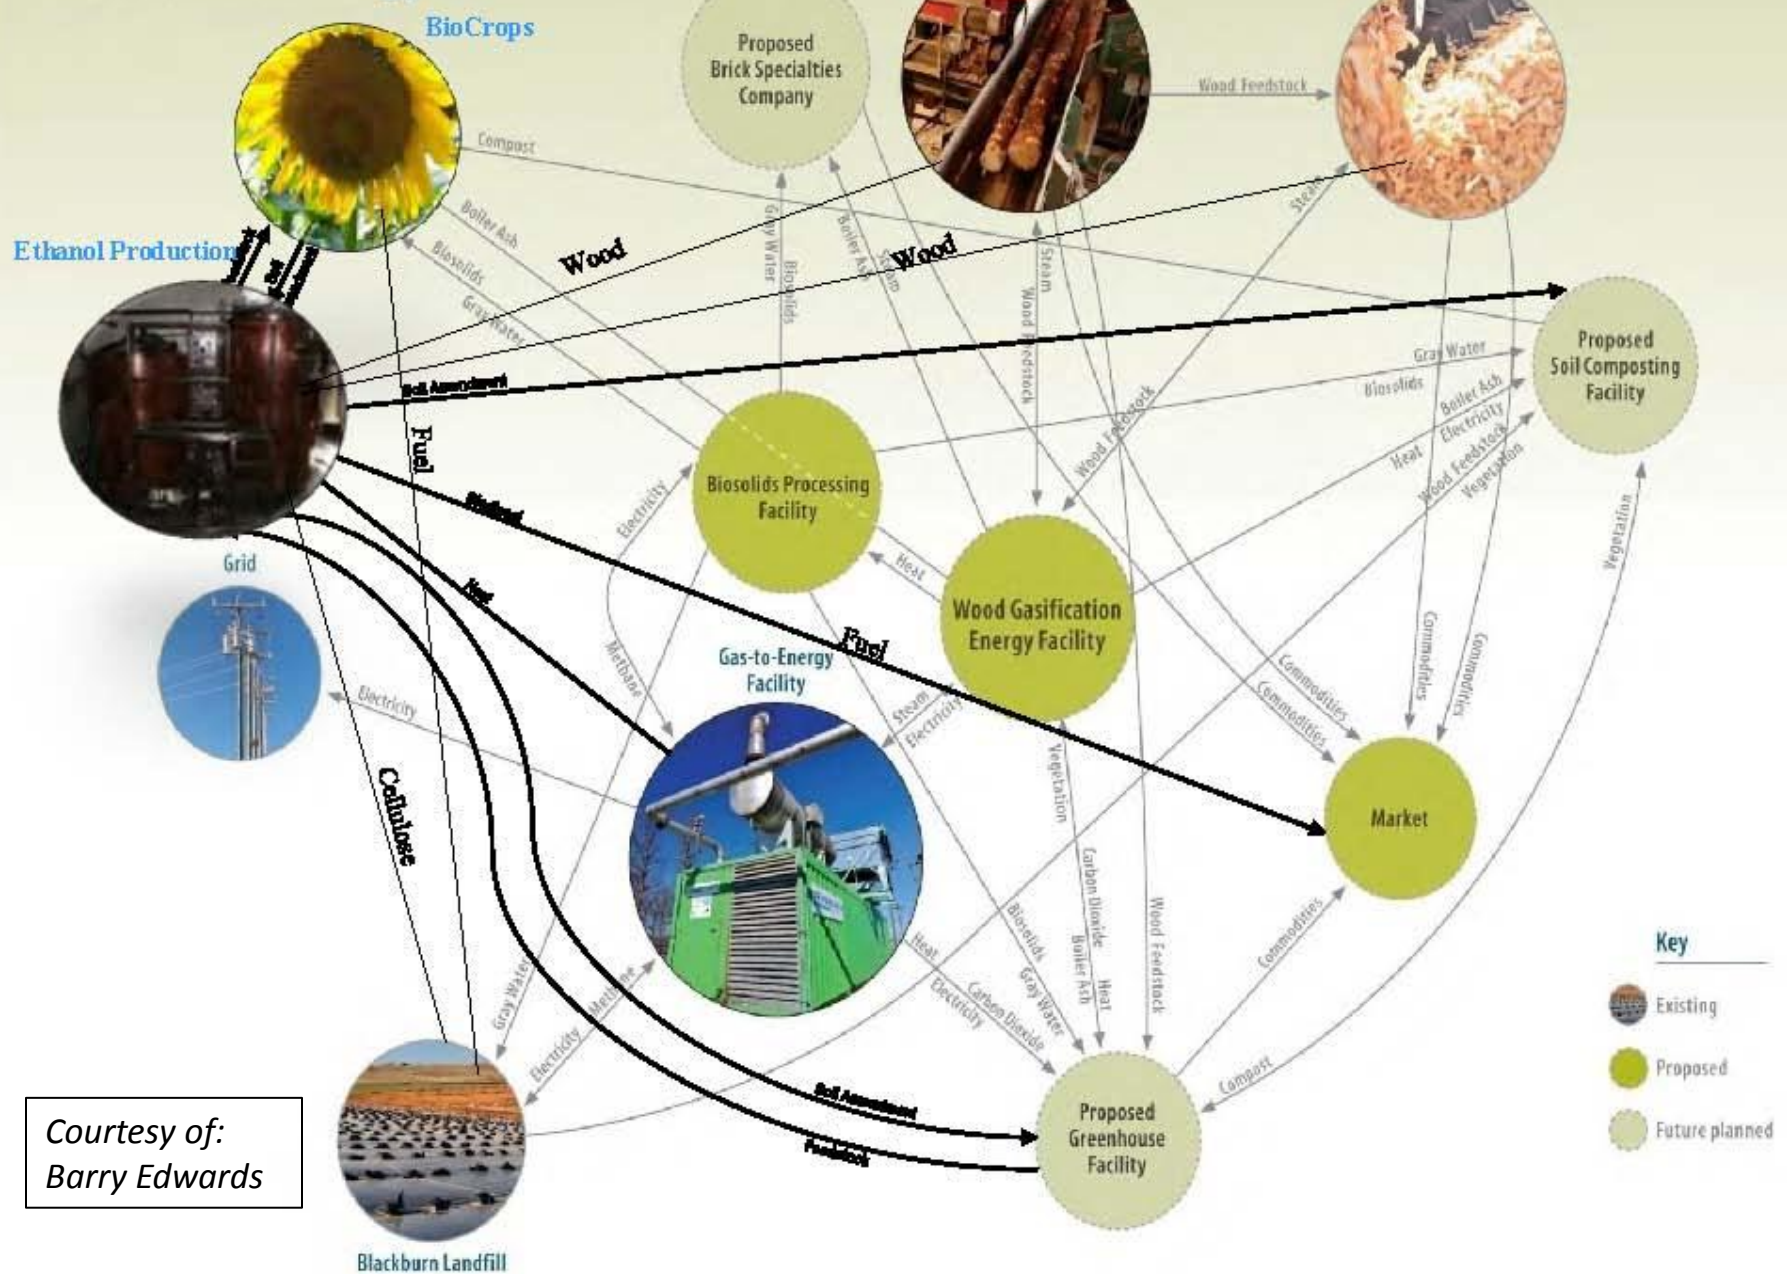 BioCrops
Proposed
Brick Specialties
Company
Wood Feedstock
Compost
Steam
Boiler Ash
Biosolids
Gray Water
Gray Water
Biosolids
Boiler Ash
Steam
Steam
Wood Feedstock
Ethanol Production
Soil
Wood
Wood
Soil Amendment
Proposed
Soil Composting
Facility
Gray Water
Biosolids
Boiler Ash
Electricity
Heat
Wood Feedstock
Vegetation
Wood Feedstock
Fuel
Biosolids Processing
Facility
Electricity
Methane
Heat
Wood Gasification
Energy Facility
Vegetation
Grid
Heat
Fuel
Gas-to-Energy
Facility
Electricity
Steam
Electricity
Commodities
Commodities
Commodities
Commodities
Vegetation
Market
Cellulose
Carbon Dioxide
Boiler Ash
Heat
Wood Feedstock
Biosolids
Gray Water
Heat
Electricity
Carbon Dioxide
Commodities
Gray Water
Methane
Electricity
Key
Existing
Proposed
Future planned
Compost
Soil Amendment
Feedstock
Proposed
Greenhouse
Facility
Courtesy of:
Barry Edwards
Blackburn Landfill